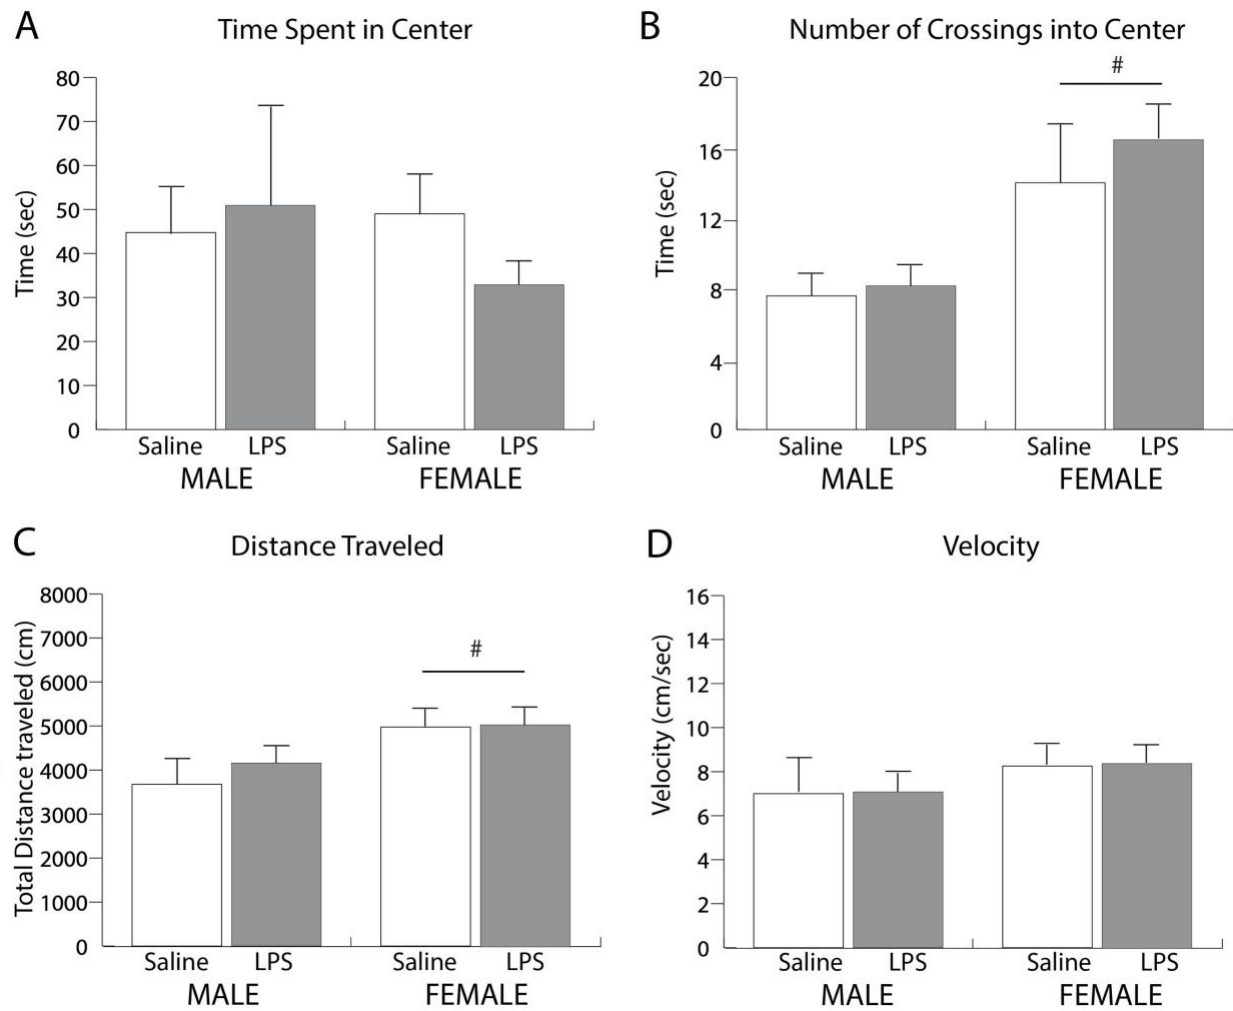 A
Time Spent in Center
Time (sec)
80
70
60
50
40
30
20
10
0
Saline LPS Saline LPS
MALE FEMALE
B
Number of Crossings into Center
#
Time (sec)
20
16
12
8
4
0
Saline LPS Saline LPS
MALE FEMALE
C
Distance Traveled
#
Total Distance traveled (cm)
8000
7000
6000
5000
4000
3000
2000
1000
0
Saline LPS Saline LPS
MALE FEMALE
D
Velocity
Velocity (cm/sec)
16
14
12
10
8
6
4
2
0
Saline LPS Saline LPS
MALE FEMALE